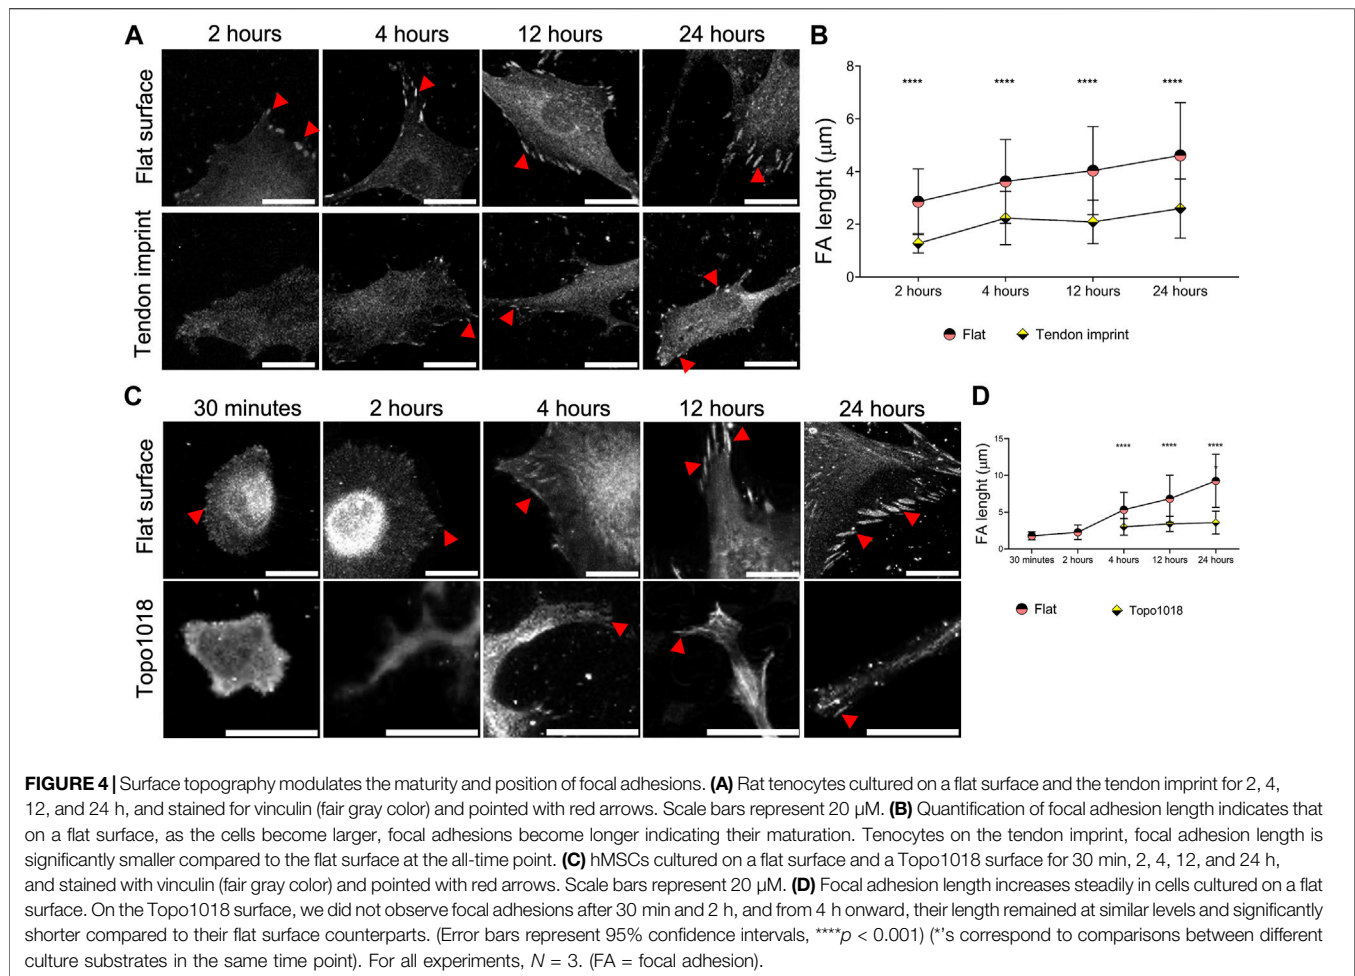 A
2 hours 4 hours 12 hours 24 hours
Flat surface
Tendon imprint
B
8
6
4
2
0
FA lenght (μm)
**** **** **** ****
2 hours 4 hours 12 hours 24 hours
Flat Tendon imprint
C
30 minutes 2 hours 4 hours 12 hours 24 hours
Flat surface
Topo1018
D
15
10
5
0
FA lenght (μm)
**** **** ****
30 minutes 2 hours 4 hours 12 hours 24 hours
Flat Topo1018
FIGURE 4 | Surface topography modulates the maturity and position of focal adhesions. (A) Rat tenocytes cultured on a flat surface and the tendon imprint for 2, 4,
12, and 24 h, and stained for vinculin (fair gray color) and pointed with red arrows. Scale bars represent 20 μM. (B) Quantification of focal adhesion length indicates that
on a flat surface, as the cells become larger, focal adhesions become longer indicating their maturation. Tenocytes on the tendon imprint, focal adhesion length is
significantly smaller compared to the flat surface at the all-time point. (C) hMSCs cultured on a flat surface and a Topo1018 surface for 30 min, 2, 4, 12, and 24 h,
and stained with vinculin (fair gray color) and pointed with red arrows. Scale bars represent 20 μM. (D) Focal adhesion length increases steadily in cells cultured on a flat
surface. On the Topo1018 surface, we did not observe focal adhesions after 30 min and 2 h, and from 4 h onward, their length remained at similar levels and significantly
shorter compared to their flat surface counterparts. (Error bars represent 95% confidence intervals, ****p < 0.001) (*'s correspond to comparisons between different
culture substrates in the same time point). For all experiments, N = 3. (FA = focal adhesion).